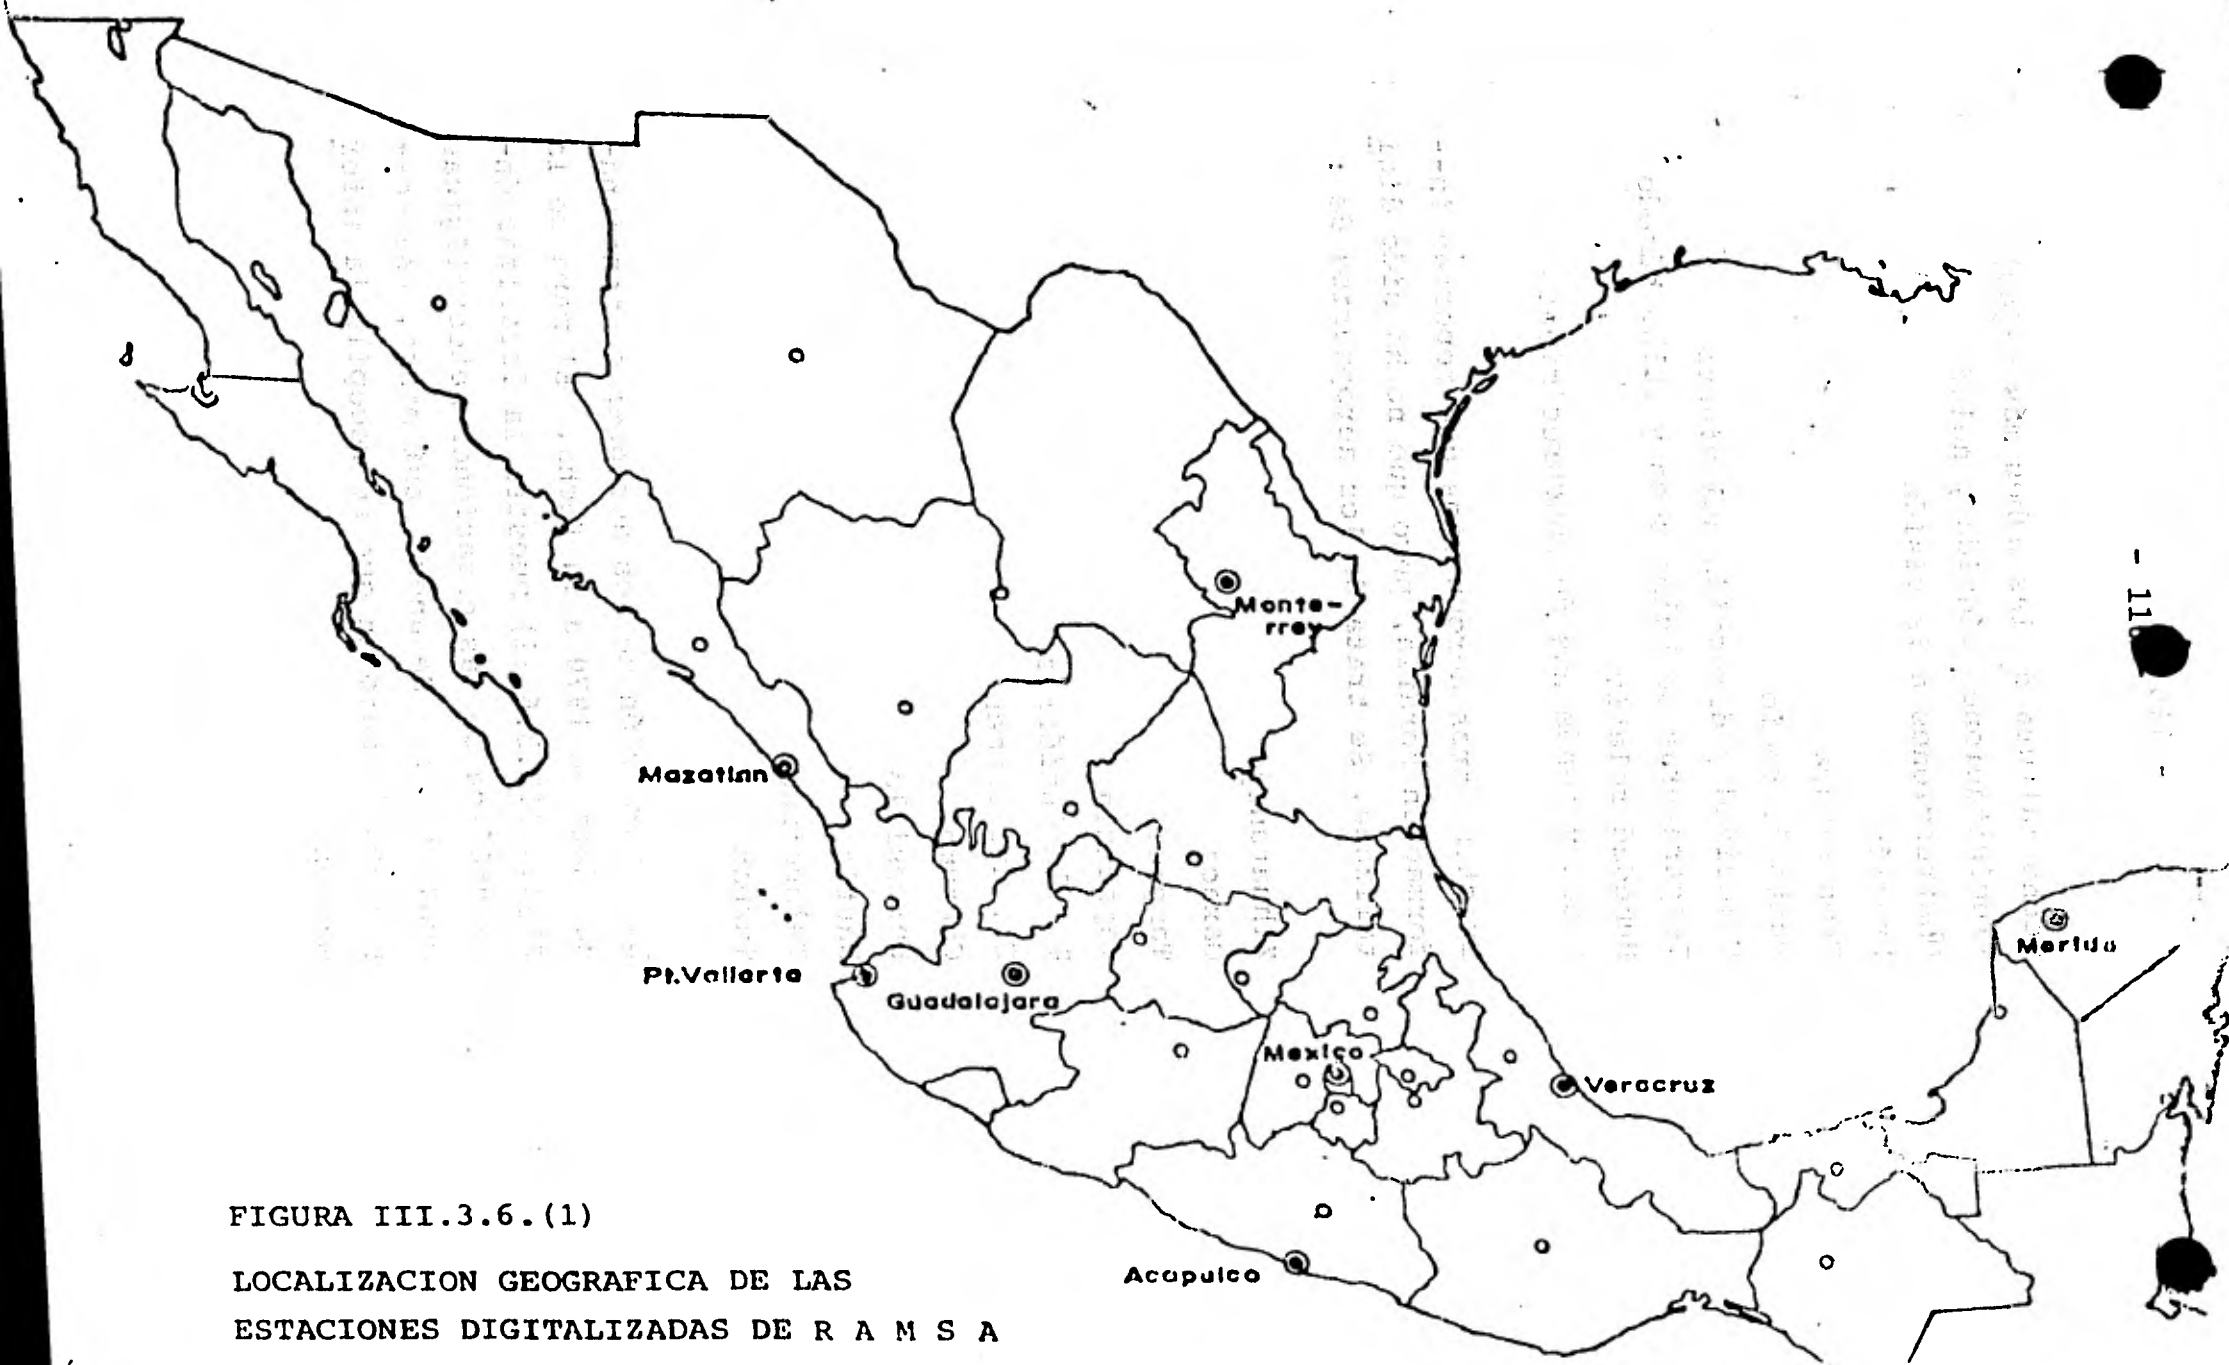 - 11
Monte-
rrey
Mazatlan
Pt.Vallarta
Guadalajara
Mexico
Veracruz
Merida
Acapulco
FIGURA III.3.6.(1)
LOCALIZACION GEOGRAFICA DE LAS
ESTACIONES DIGITALIZADAS DE R A M S A